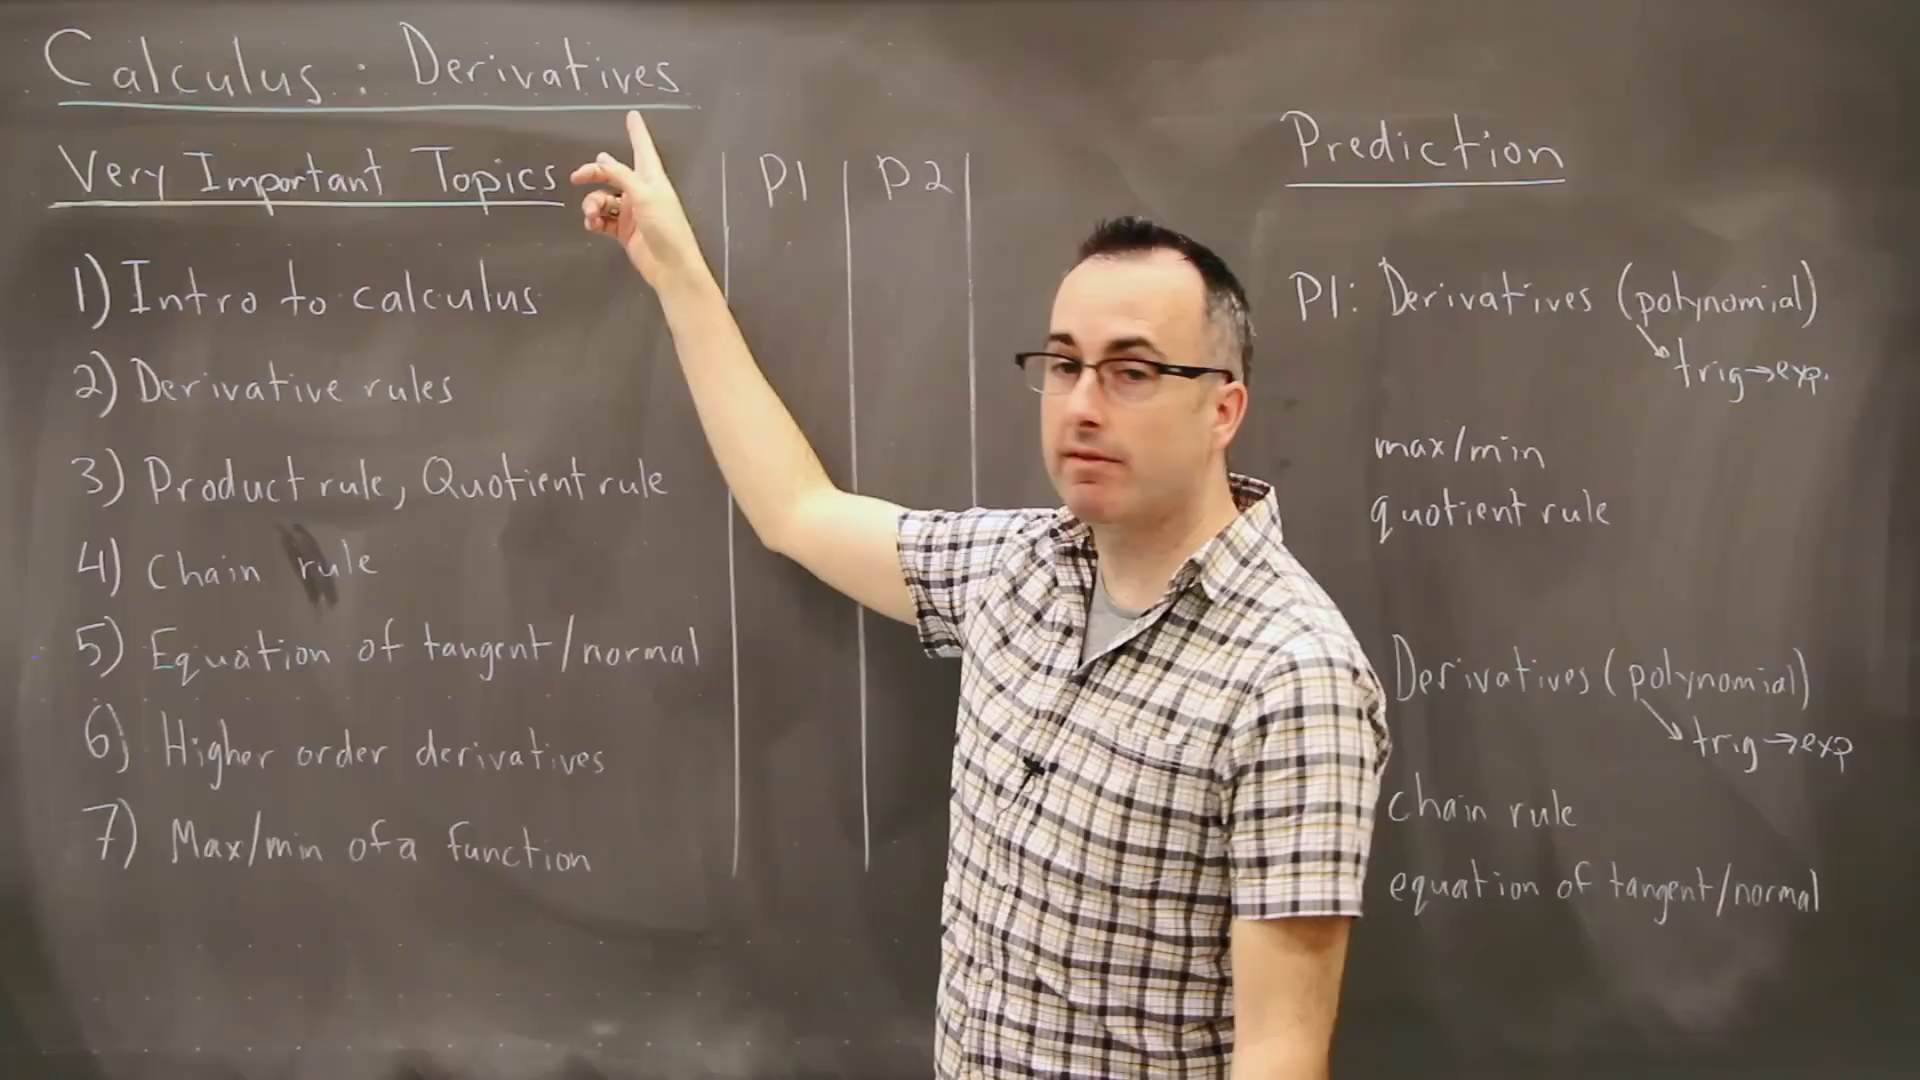 Calculus: Derivatives
Very Important Topics
P1 P2
1) Intro to calculus
2) Derivative rules
3) Product rule, Quotient rule
4) Chain rule
5) Equation of tangent/normal
6) Higher order derivatives
7) Max/min of a function
Prediction
P1: Derivatives (polynomial)
trig→exp.
max/min
quotient rule
Derivatives (polynomial)
trig→exp
chain rule
equation of tangent/normal